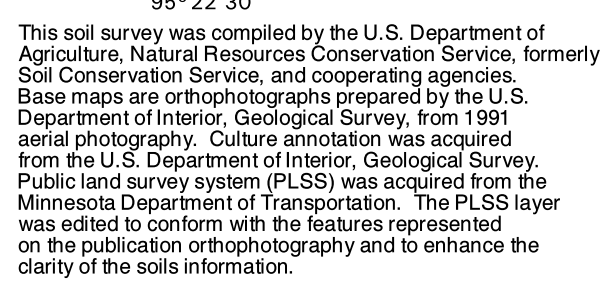 95° 22' 30"
This soil survey was compiled by the U.S. Department of
Agriculture, Natural Resources Conservation Service, formerly
Soil Conservation Service, and cooperating agencies.
Base maps are orthophotographs prepared by the U.S.
Department of Interior, Geological Survey, from 1991
aerial photography.  Culture annotation was acquired
from the U.S. Department of Interior, Geological Survey.
Public land survey system (PLSS) was acquired from the
Minnesota Department of Transportation.  The PLSS layer
was edited to conform with the features represented
on the publication orthophotography and to enhance the
clarity of the soils information.